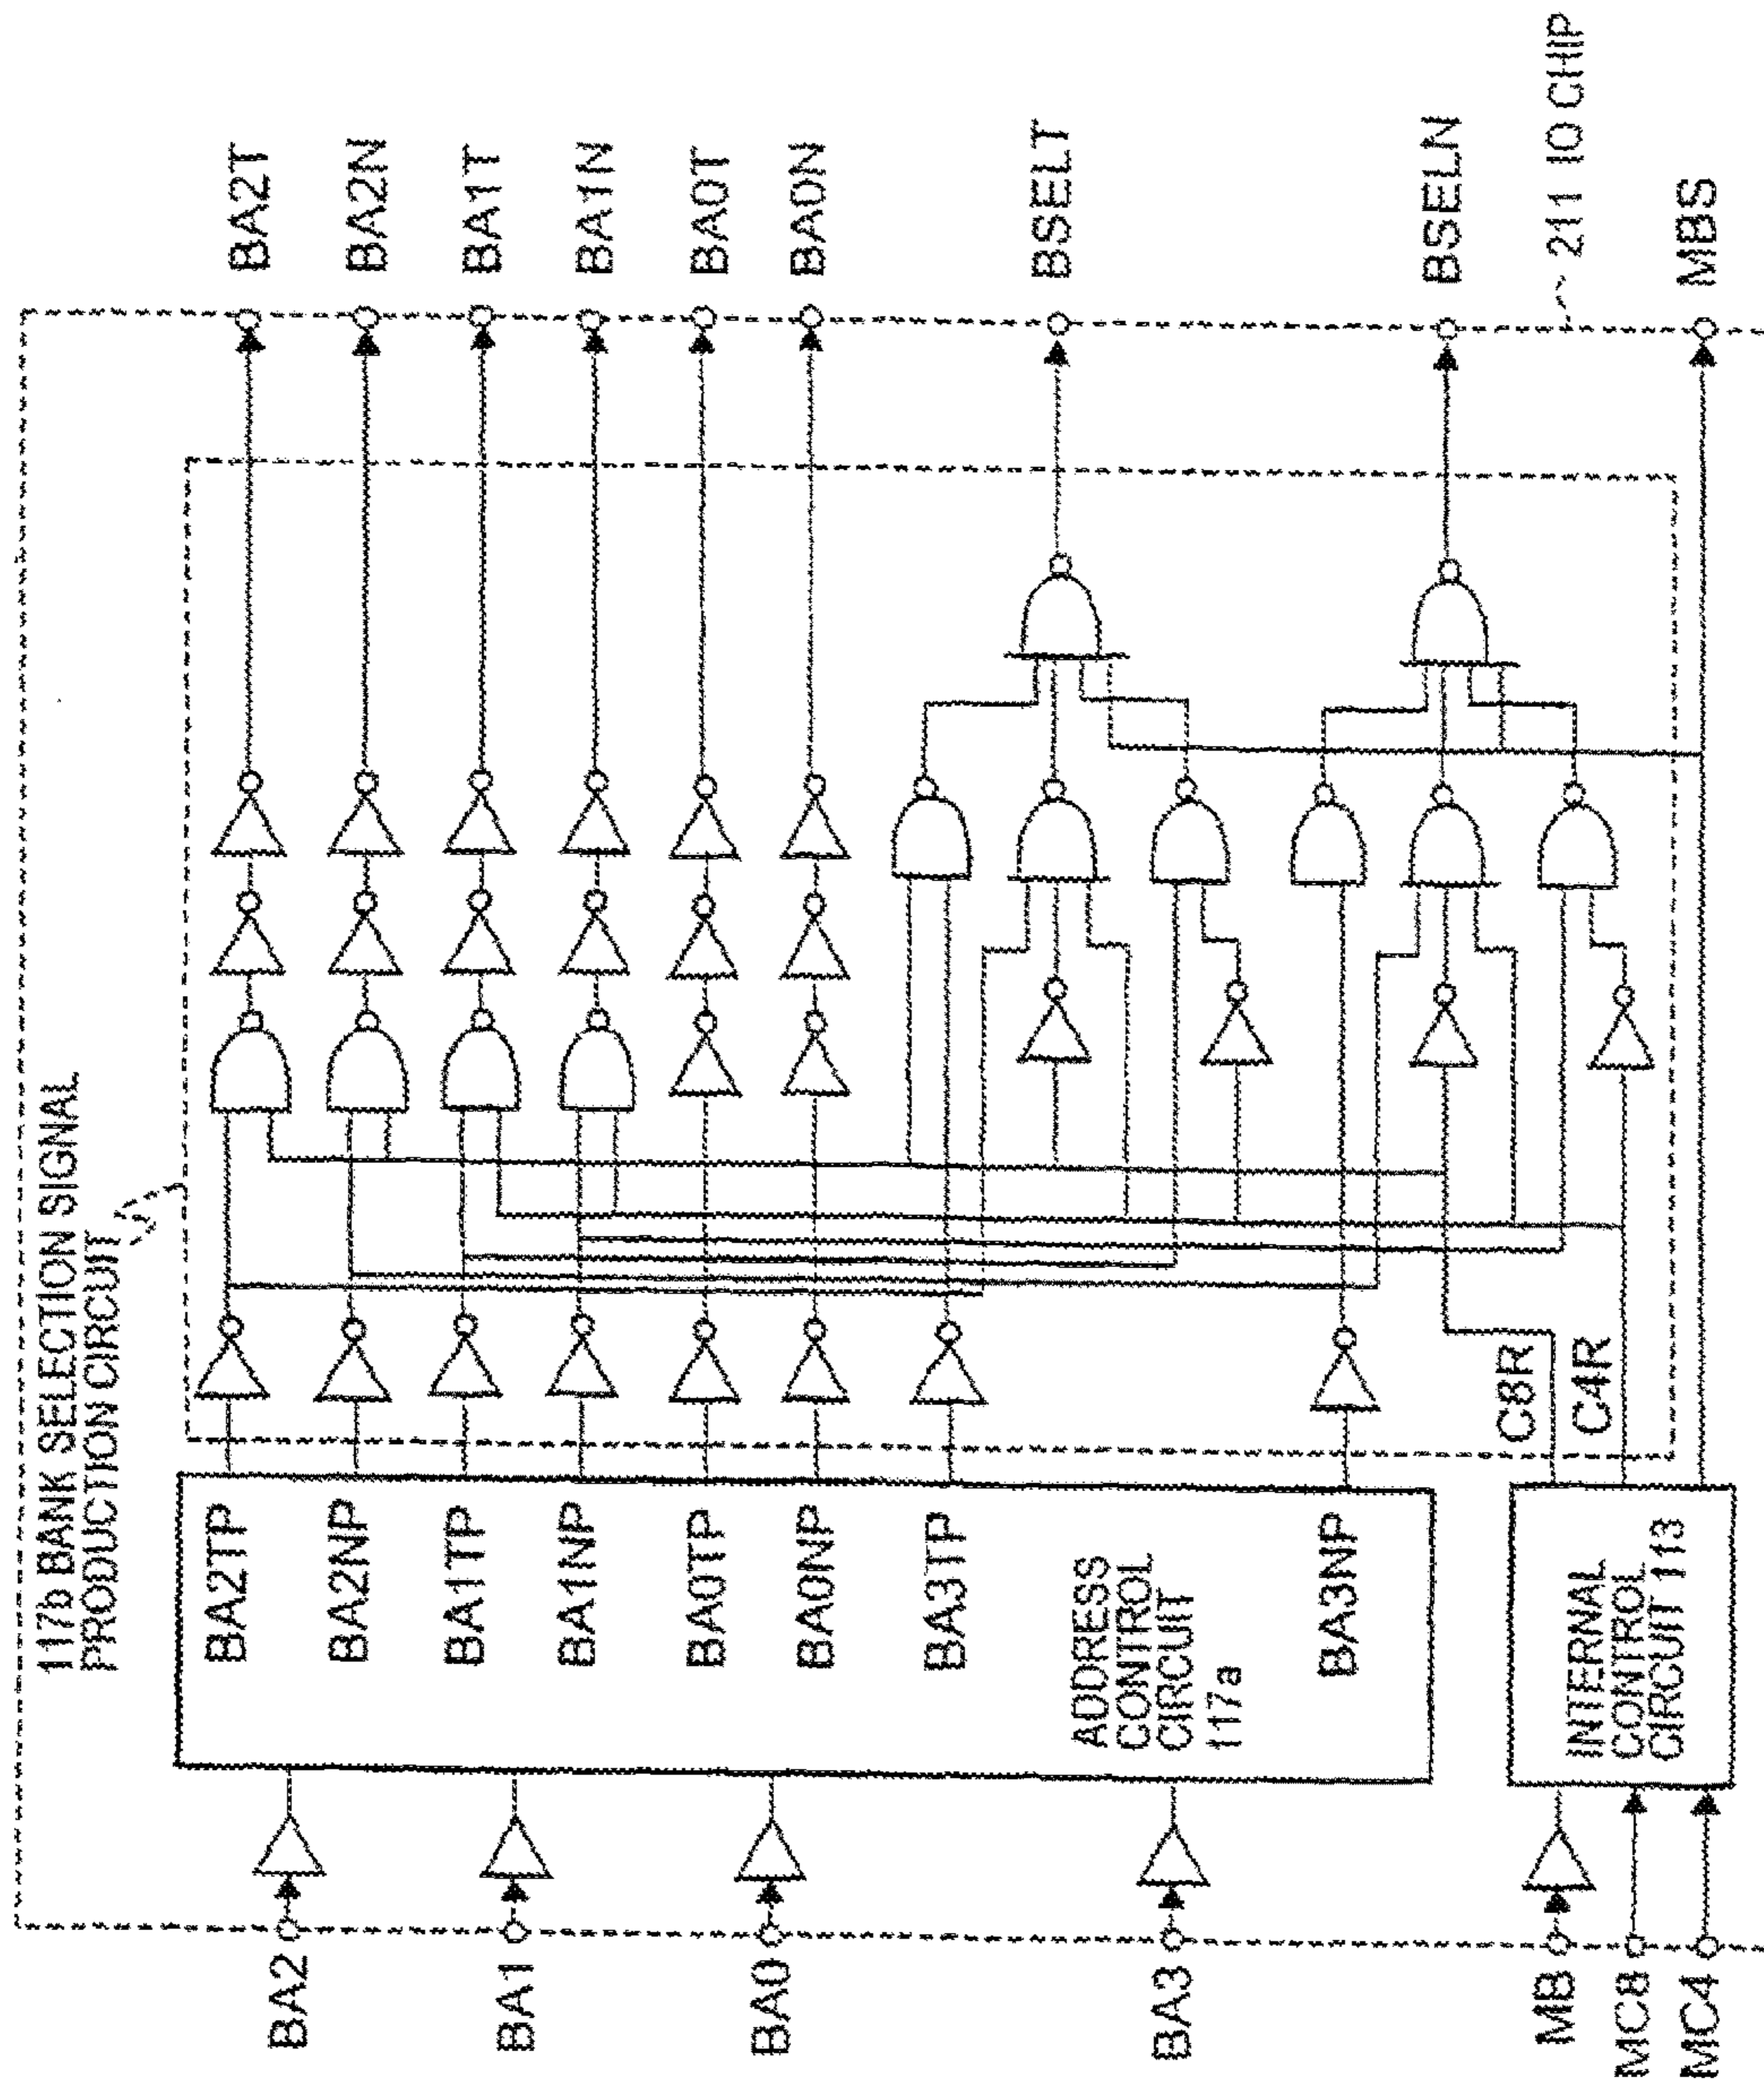 117b BANK SELECTION SIGNAL
PRODUCTION CIRCUIT
BA2
BA1
BA0
BA3
MB
MC8
MC4
BA2TP
BA2NP
BA1TP
BA1NP
BA0TP
BA0NP
BA3TP
ADDRESS
CONTROL
CIRCUIT
117a
BA3NP
INTERNAL
CONTROL
CIRCUIT 113
C8R
C4R
BA2T
BA2N
BA1T
BA1N
BA0T
BA0N
BSELT
BSELN
211 IO CHIP
MBS